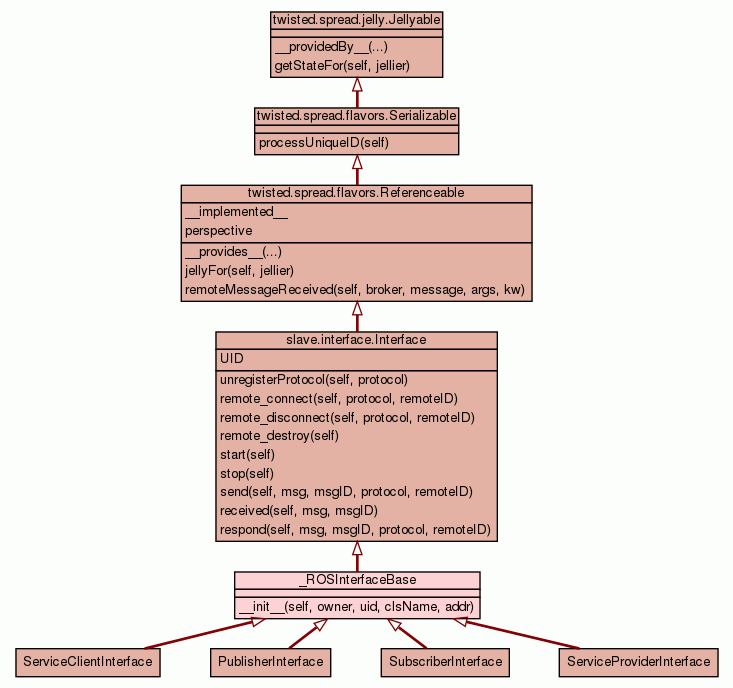 twisted.spread.jelly.Jellyable
__providedBy__(...)
getStateFor(self, jellier)
twisted.spread.flavors.Serializable
processUniqueID(self)
twisted.spread.flavors.Referenceable
__implemented__
perspective
__provides__(...)
jellyFor(self, jellier)
remoteMessageReceived(self, broker, message, args, kw)
slave.interface.Interface
UID
unregisterProtocol(self, protocol)
remote_connect(self, protocol, remoteID)
remote_disconnect(self, protocol, remoteID)
remote_destroy(self)
start(self)
stop(self)
send(self, msg, msgID, protocol, remoteID)
received(self, msg, msgID)
respond(self, msg, msgID, protocol, remoteID)
_ROSInterfaceBase
__init__(self, owner, uid, clsName, addr)
ServiceClientInterface
PublisherInterface
SubscriberInterface
ServiceProviderInterface